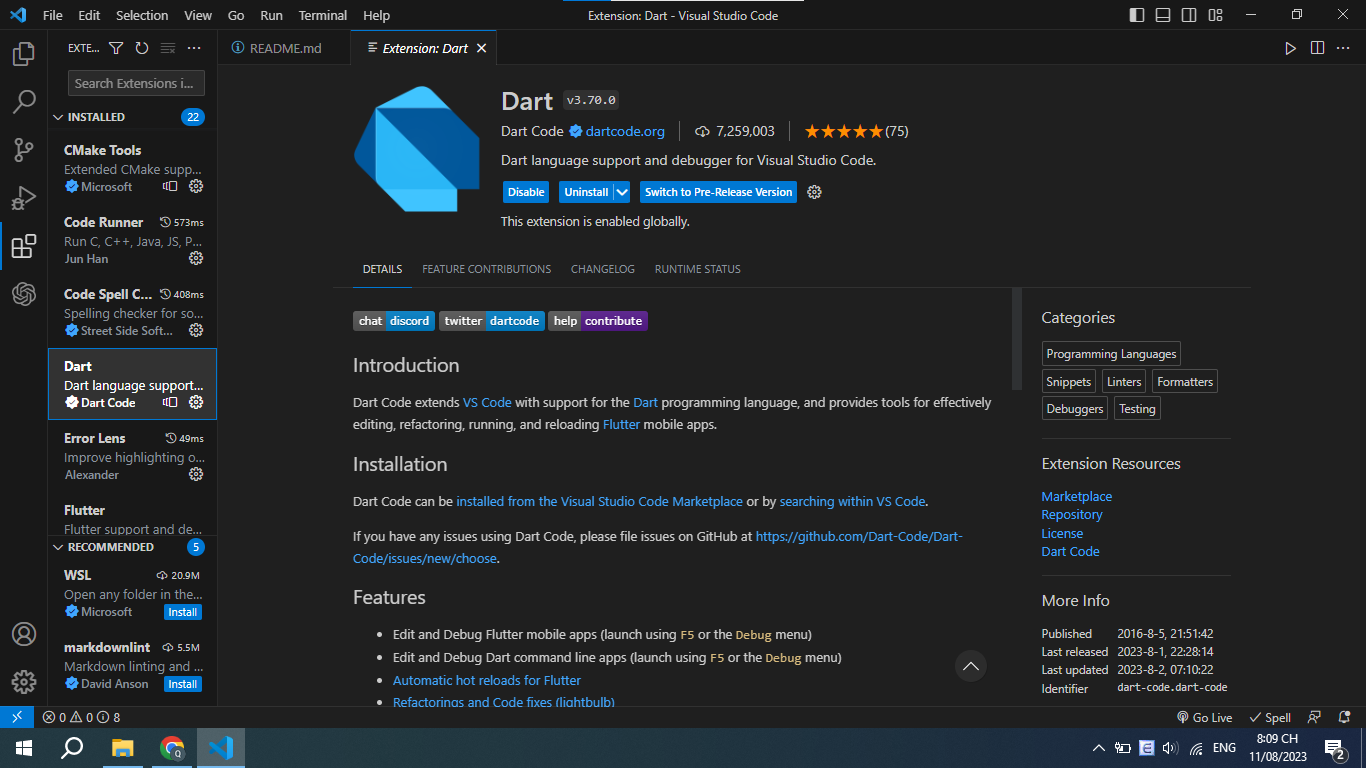 File Edit Selection View Go Run Terminal Help
Extension: Dart - Visual Studio Code
EXTE...
README.md
Extension: Dart
Search Extensions i...
INSTALLED 22
CMake Tools
Extended CMake supp...
Microsoft
Code Runner 573ms
Run C, C++, Java, JS, P...
Jun Han
Code Spell C... 408ms
Spelling checker for so...
Street Side Soft...
Dart
Dart language support...
Dart Code
Error Lens 49ms
Improve highlighting o...
Alexander
Flutter
Flutter support and de...
RECOMMENDED 5
WSL 20.9M
Open any folder in the...
Microsoft Install
markdownlint 5.5M
Markdown linting and ...
David Anson Install
Dart v3.70.0
Dart Code dartcode.org 7,259,003 (75)
Dart language support and debugger for Visual Studio Code.
Disable Uninstall Switch to Pre-Release Version
This extension is enabled globally.
DETAILS FEATURE CONTRIBUTIONS CHANGELOG RUNTIME STATUS
chat discord twitter dartcode help contribute
Introduction
Dart Code extends VS Code with support for the Dart programming language, and provides tools for effectively
editing, refactoring, running, and reloading Flutter mobile apps.
Installation
Dart Code can be installed from the Visual Studio Code Marketplace or by searching within VS Code.
If you have any issues using Dart Code, please file issues on GitHub at https://github.com/Dart-Code/Dart-
Code/issues/new/choose.
Features
• Edit and Debug Flutter mobile apps (launch using F5 or the Debug menu)
• Edit and Debug Dart command line apps (launch using F5 or the Debug menu)
• Automatic hot reloads for Flutter
• Refactorings and Code fixes (lightbulb)
Categories
Programming Languages
Snippets Linters Formatters
Debuggers Testing
Extension Resources
Marketplace
Repository
License
Dart Code
More Info
Published 2016-8-5, 21:51:42
Last released 2023-8-1, 22:28:14
Last updated 2023-8-2, 07:10:22
Identifier dart-code.dart-code
0 0 8
Go Live Spell
ENG
8:09 CH
11/08/2023
2